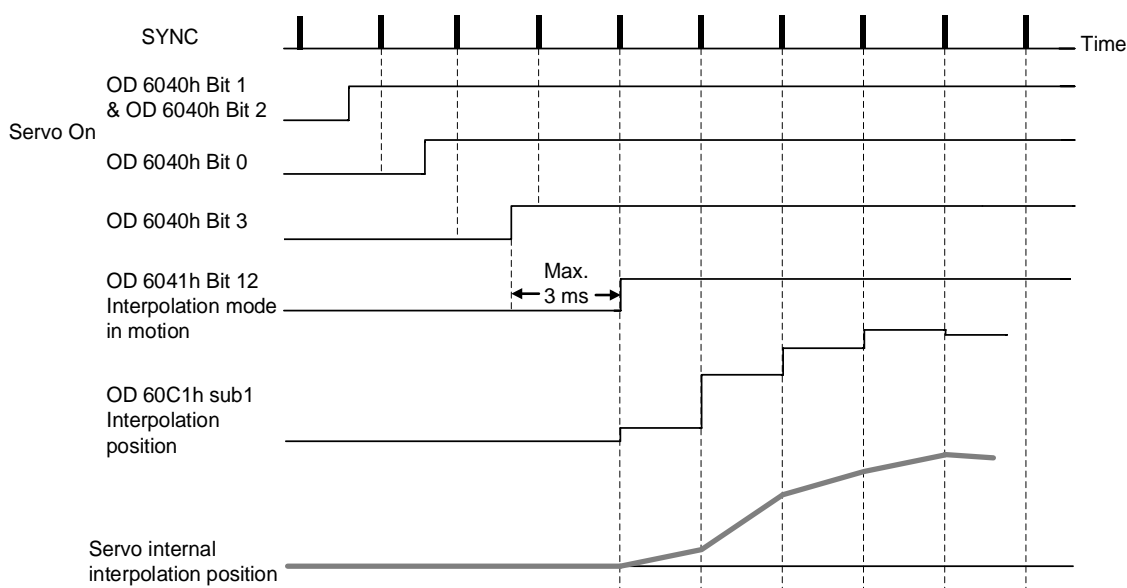 SYNC
Time
OD 6040h Bit 1
& OD 6040h Bit 2
Servo On
OD 6040h Bit 0
OD 6040h Bit 3
OD 6041h Bit 12
Interpolation mode
in motion
Max.
3 ms
OD 60C1h sub1
Interpolation
position
Servo internal
interpolation position